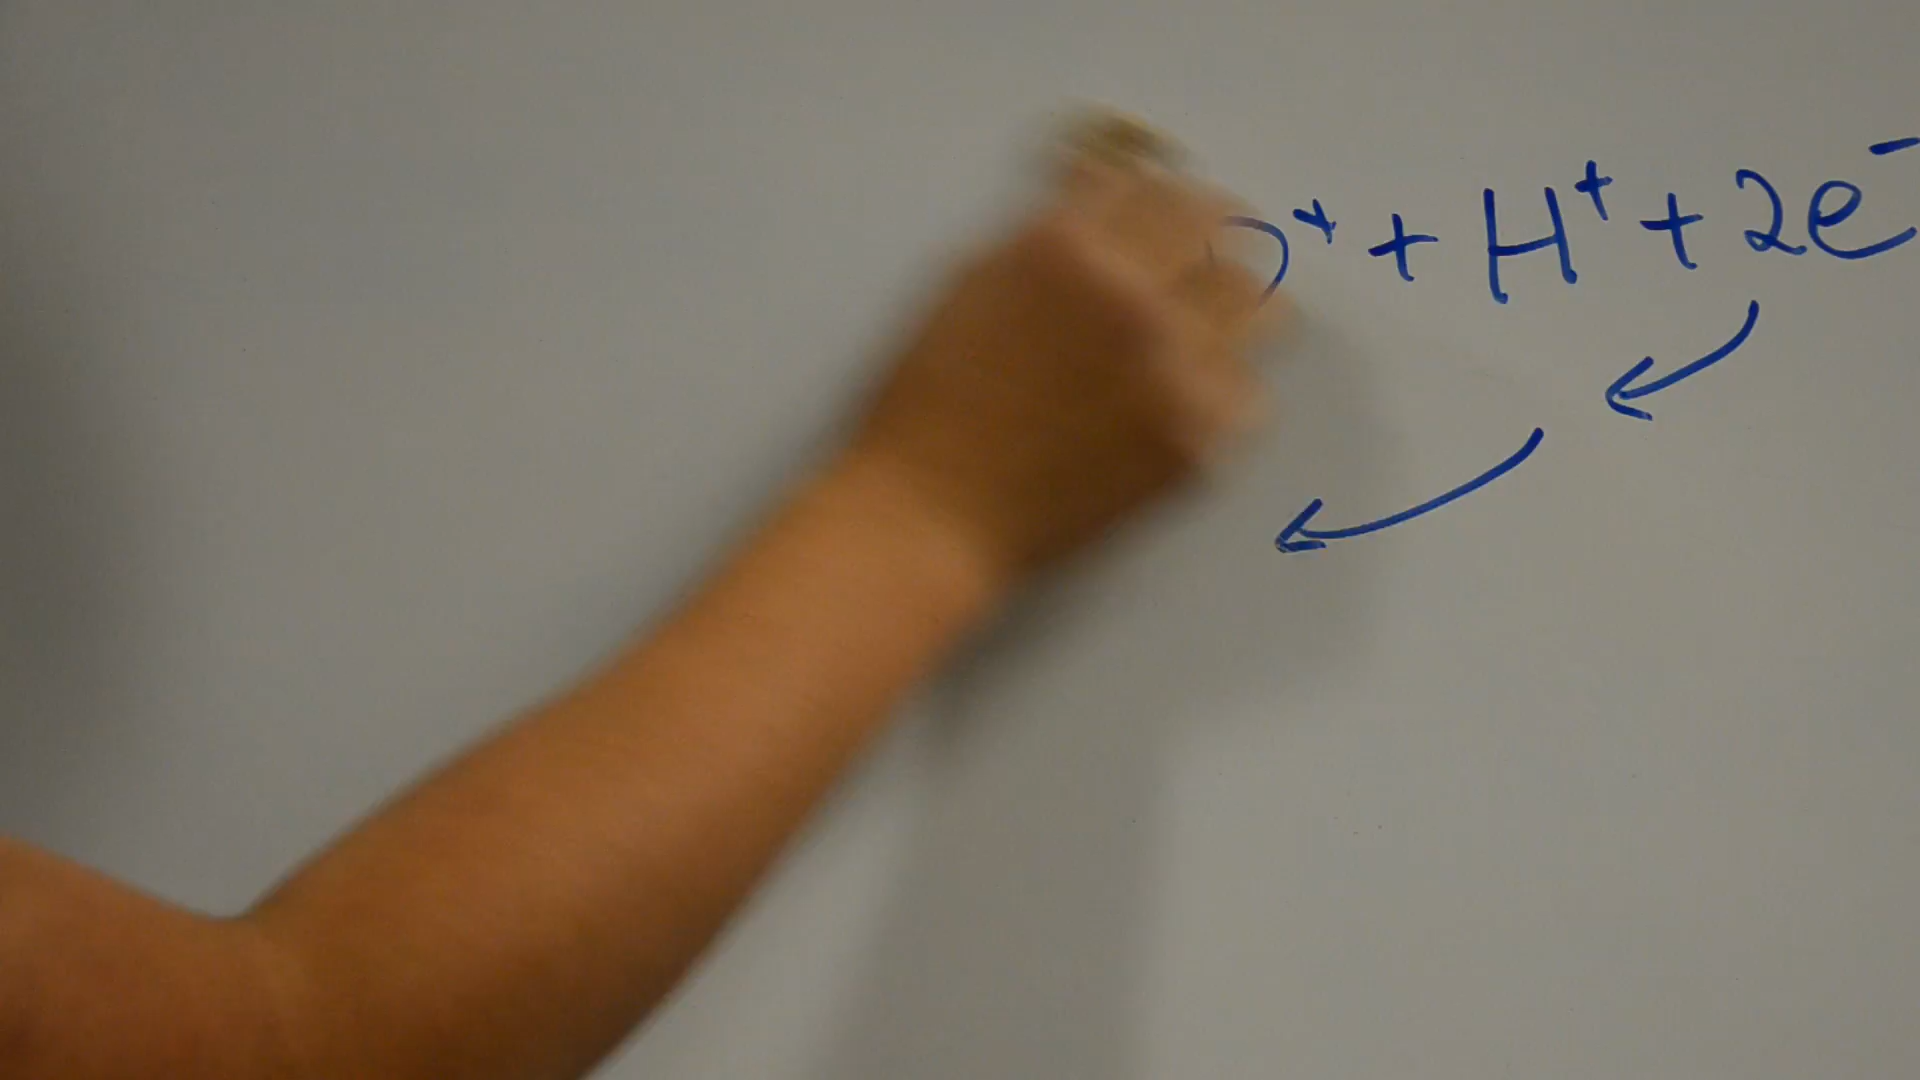 D⁺ + H⁺ + 2e⁻